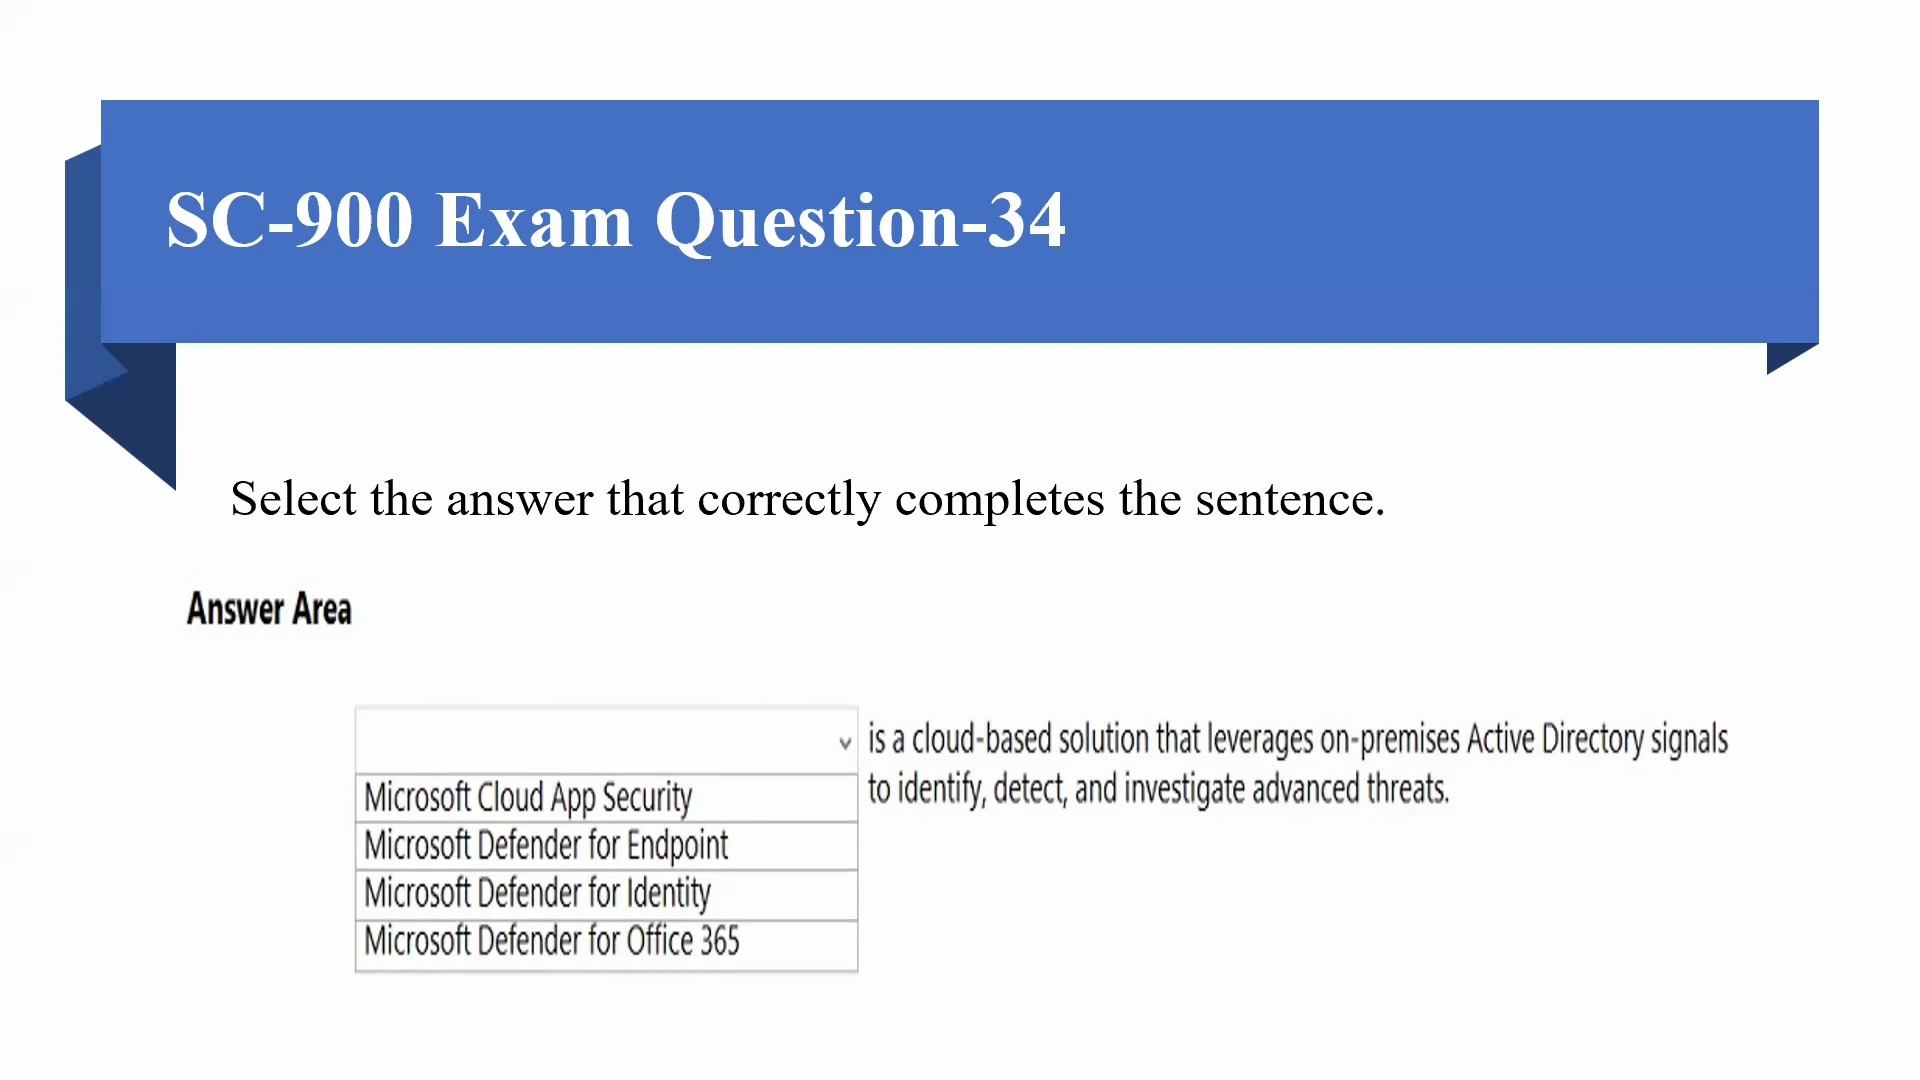 SC-900 Exam Question-34
Select the answer that correctly completes the sentence.
Answer Area
is a cloud-based solution that leverages on-premises Active Directory signals
to identify, detect, and investigate advanced threats.
Microsoft Cloud App Security
Microsoft Defender for Endpoint
Microsoft Defender for Identity
Microsoft Defender for Office 365